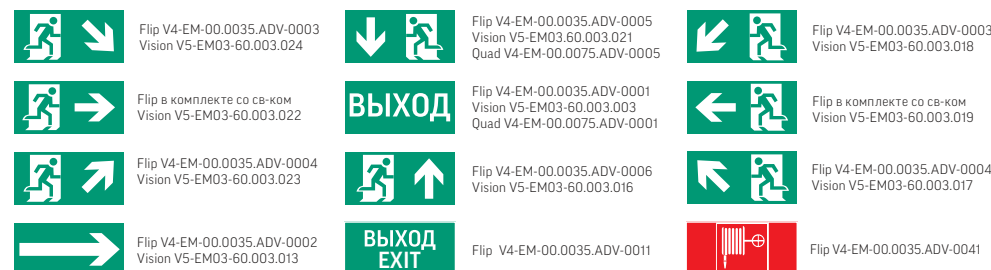 Flip V4-EM-00.0035.ADV-0003
Vision V5-EM03-60.003.024
Flip V4-EM-00.0035.ADV-0005
Vision V5-EM03.60.003.021
Quad V4-EM-00.0075.ADV-0005
Flip V4-EM-00.0035.ADV-0003
Vision V5-EM03-60.003.018
Flip в комплекте со св-ком
Vision V5-EM03-60.003.022
ВЫХОД
Flip V4-EM-00.0035.ADV-0001
Vision V5-EM03-60.003.003
Quad V4-EM-00.0075.ADV-0001
Flip в комплекте со св-ком
Vision V5-EM03-60.003.019
Flip V4-EM-00.0035.ADV-0004
Vision V5-EM03-60.003.023
Flip V4-EM-00.0035.ADV-0006
Vision V5-EM03-60.003.016
Flip V4-EM-00.0035.ADV-0004
Vision V5-EM03-60.003.017
Flip V4-EM-00.0035.ADV-0002
Vision V5-EM03-60.003.013
ВЫХОД
EXIT
Flip V4-EM-00.0035.ADV-0011
Flip V4-EM-00.0035.ADV-0041